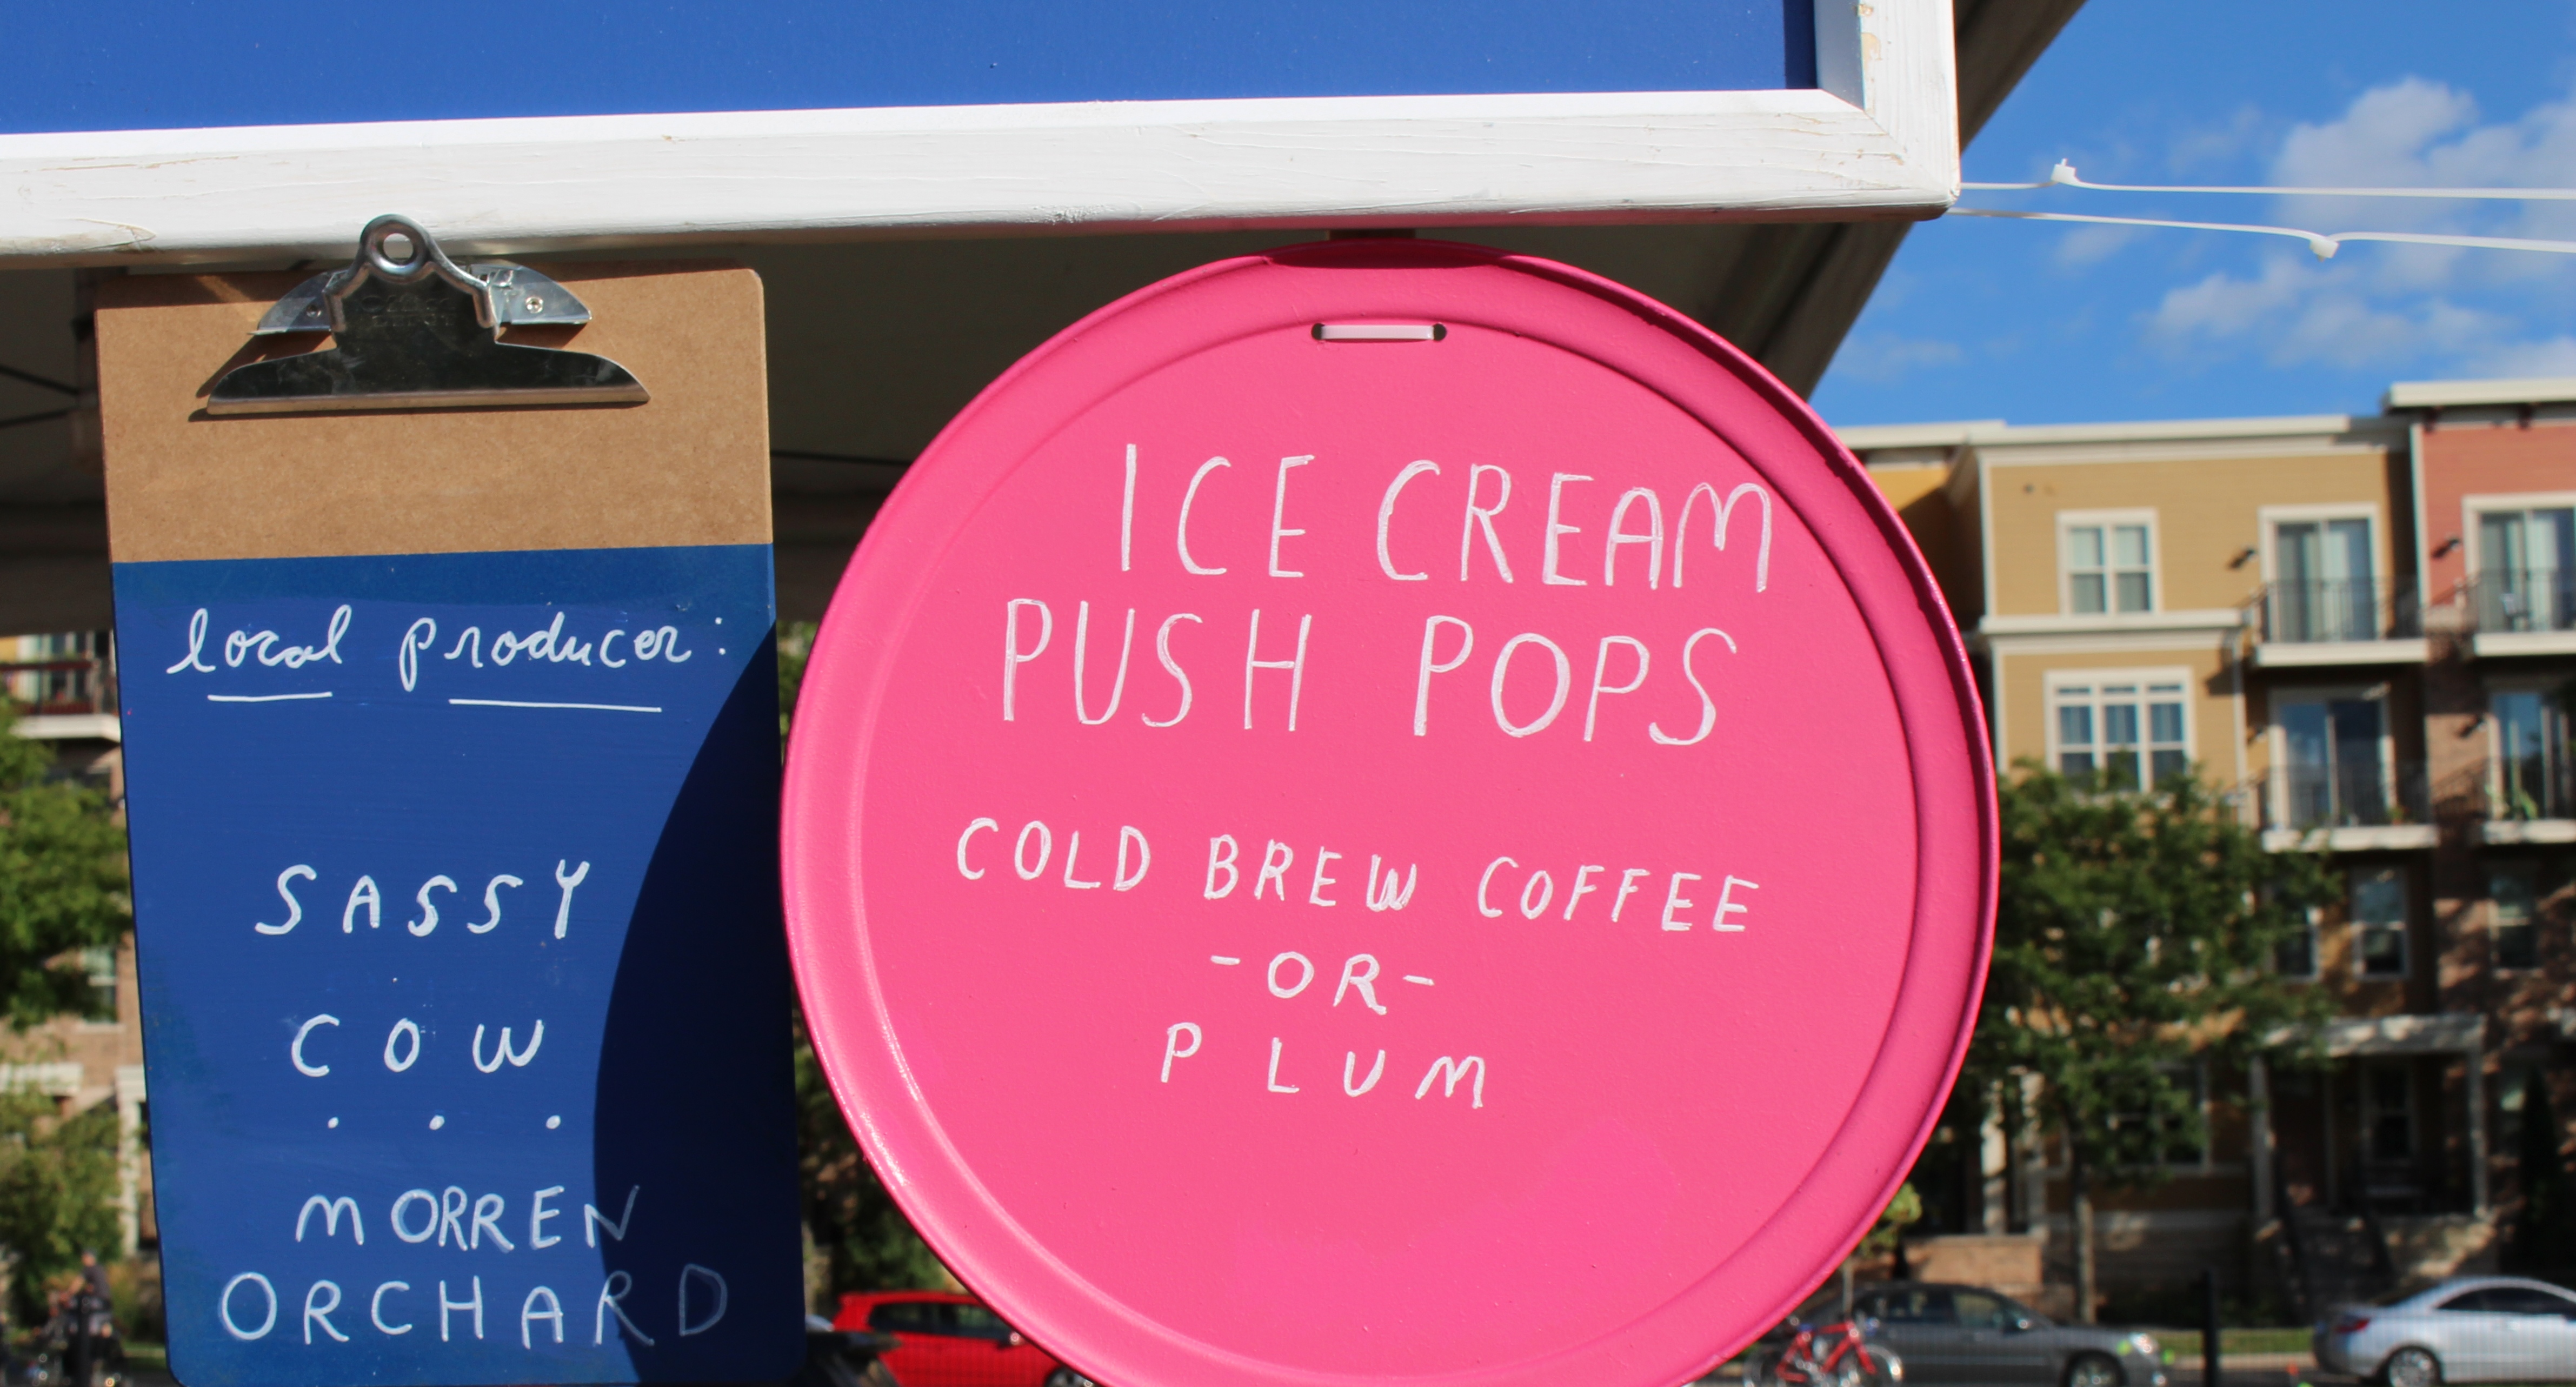 local producer:
SASSY
COW
. . .
MORREN
ORCHARD
ICE CREAM
PUSH POPS
COLD BREW COFFEE
-OR-
PLUM